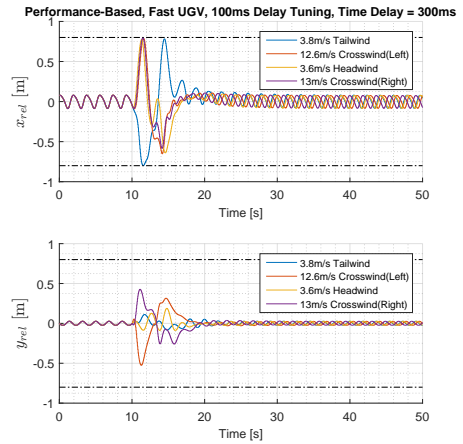 Performance-Based, Fast UGV, 100ms Delay Tuning, Time Delay = 300ms
1
0.5
0
-0.5
-1
x_rel [m]
3.8m/s Tailwind
12.6m/s Crosswind(Left)
3.6m/s Headwind
13m/s Crosswind(Right)
0 10 20 30 40 50
Time [s]
1
0.5
0
-0.5
-1
y_rel [m]
3.8m/s Tailwind
12.6m/s Crosswind(Left)
3.6m/s Headwind
13m/s Crosswind(Right)
0 10 20 30 40 50
Time [s]